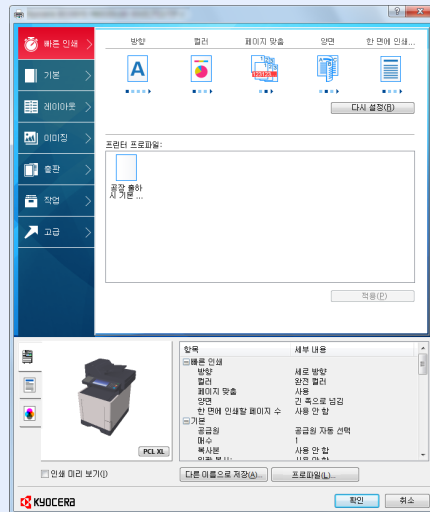 빠른 인쇄
기본
레이아웃
이미징
출판
작업
고급
방향 컬러 페이지 맞춤 양면 한 면에 인쇄...
A
123123
다시 설정(R)
프린터 프로파일:
공장 출하
시 기본 ...
적용(P)
항목 세부 내용
빠른 인쇄
방향 세로 방향
컬러 완전 컬러
페이지 맞춤 사용
양면 긴 쪽으로 넘김
한 면에 인쇄할 페이지 수 사용 안 함
기본
공급원 공급원 자동 선택
매수 1
복사본 사용 안 함
PCL XL
인쇄 미리 보기(I)
다른 이름으로 저장(A)...
프로파일(L)...
KYOCERA
확인
취소